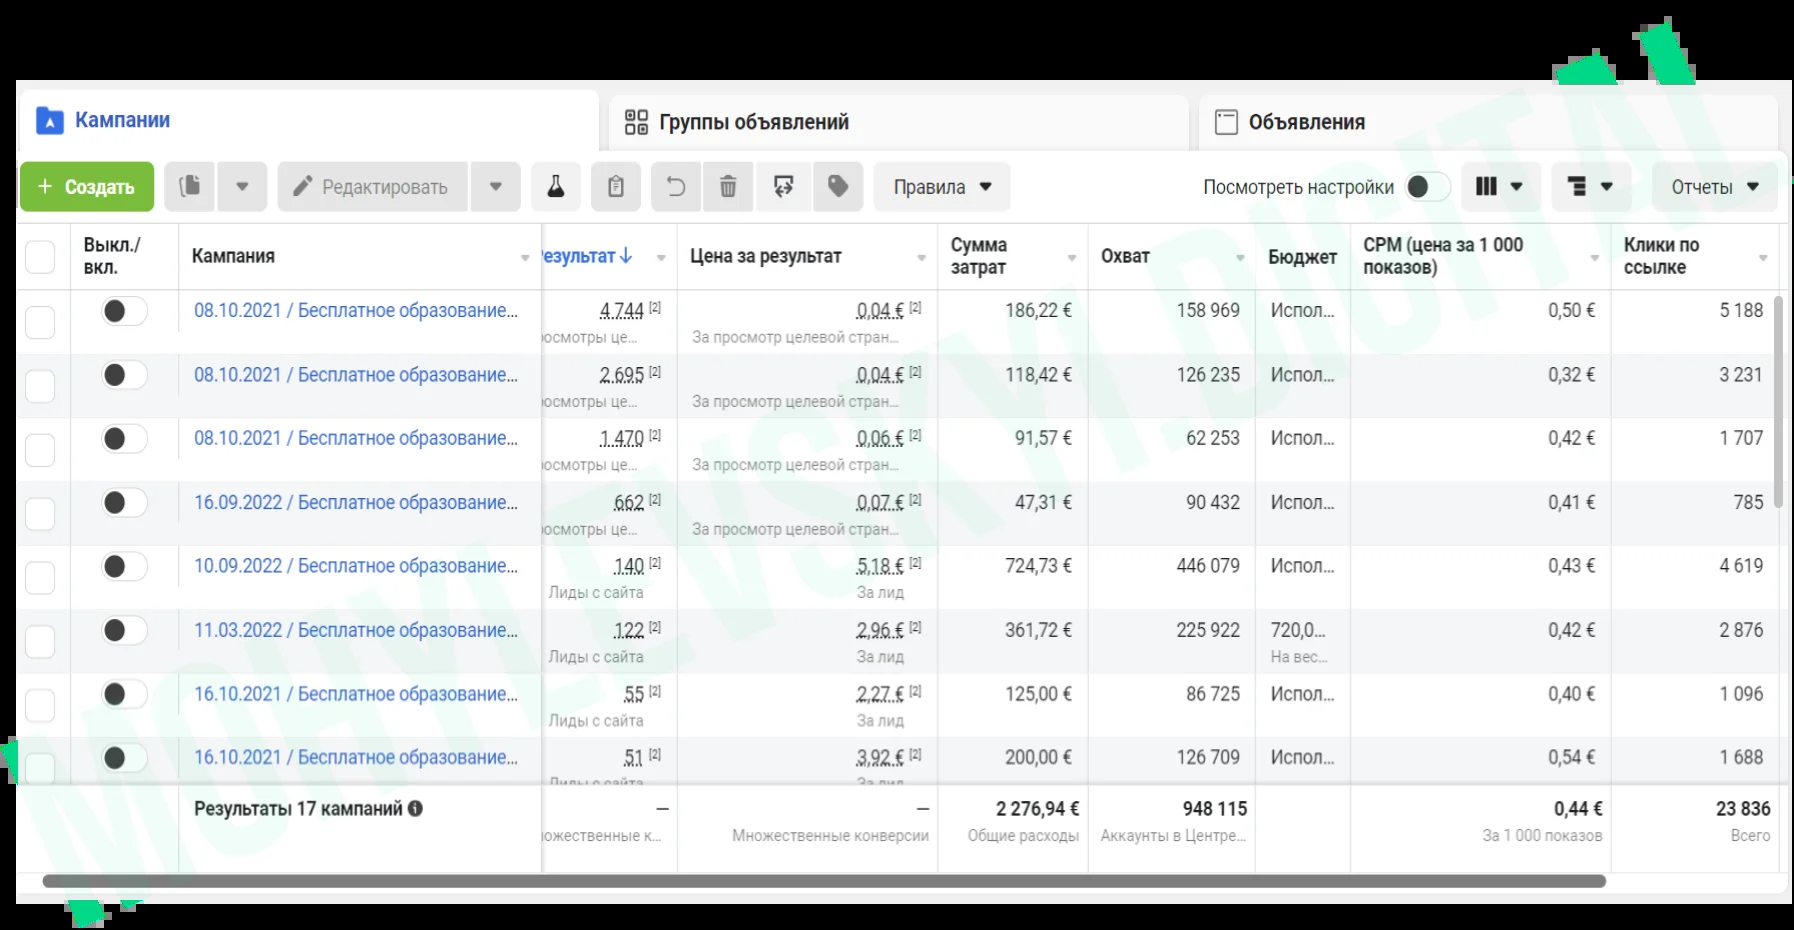 Кампании
Группы объявлений
Объявления
+ Создать
Редактировать
Правила
Посмотреть настройки
Отчеты
Выкл./
вкл.
Кампания
Результат
Цена за результат
Сумма
затрат
Охват
Бюджет
CPM (цена за 1 000
показов)
Клики по
ссылке
08.10.2021 / Бесплатное образование... 4.744 [2] 0,04 € [2] 186,22 € 158 969 Испол... 0,50 € 5 188
осмотры це... За просмотр целевой стран...
08.10.2021 / Бесплатное образование... 2.695 [2] 0,04 € [2] 118,42 € 126 235 Испол... 0,32 € 3 231
осмотры це... За просмотр целевой стран...
08.10.2021 / Бесплатное образование... 1.470 [2] 0,06 € [2] 91,57 € 62 253 Испол... 0,42 € 1 707
осмотры це... За просмотр целевой стран...
16.09.2022 / Бесплатное образование... 662 [2] 0,07 € [2] 47,31 € 90 432 Испол... 0,41 € 785
осмотры це... За просмотр целевой стран...
10.09.2022 / Бесплатное образование... 140 [2] 5,18 € [2] 724,73 € 446 079 Испол... 0,43 € 4 619
Лиды с сайта За лид
11.03.2022 / Бесплатное образование... 122 [2] 2,96 € [2] 361,72 € 225 922 720,0... 0,42 € 2 876
Лиды с сайта За лид На вес...
16.10.2021 / Бесплатное образование... 55 [2] 2,27 € [2] 125,00 € 86 725 Испол... 0,40 € 1 096
Лиды с сайта За лид
16.10.2021 / Бесплатное образование... 51 [2] 3,92 € [2] 200,00 € 126 709 Испол... 0,54 € 1 688
Лиды с сайта За лид
Результаты 17 кампаний — — 2 276,94 € 948 115 0,44 € 23 836
ожественные к... Множественные конверсии Общие расходы Аккаунты в Центре... За 1 000 показов Всего
MOHYLEVSKYI.DIGITAL